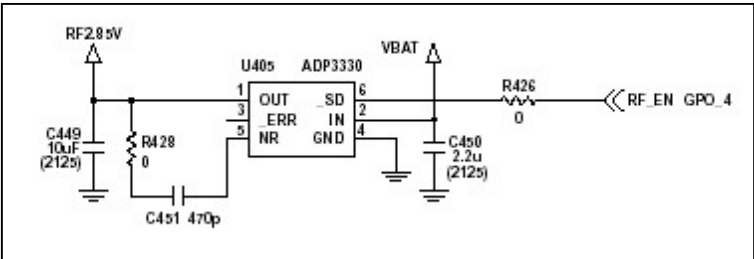 RF2.85V
VBAT
U405 ADP3330
R426
1 OUT _SD 6
3 _ERR IN 2
5 NR GND 4
RF_EN GPO_4
0
C449
10uF
(2125)
R428
0
C450
2.2u
(2125)
C451 470p